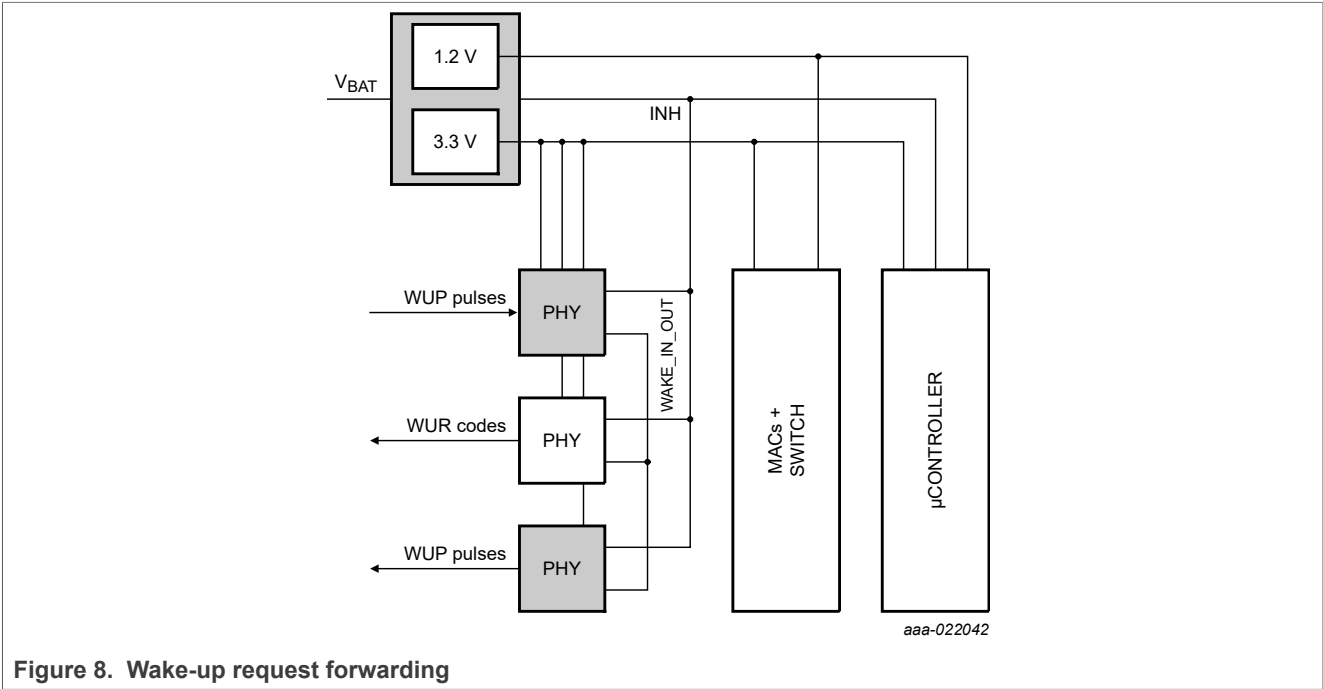 1.2 V
VBAT
INH
3.3 V
WUP pulses
PHY
WAKE_IN_OUT
WUR codes
PHY
MACs +
SWITCH
µCONTROLLER
WUP pulses
PHY
aaa-022042
Figure 8. Wake-up request forwarding